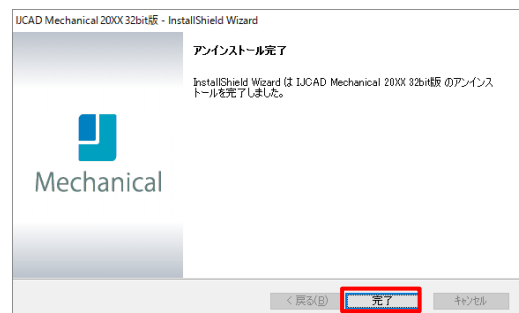 IJCAD Mechanical 20XX 32bit版 - InstallShield Wizard
アンインストール完了
InstallShield Wizard は IJCAD Mechanical 20XX 32bit版 のアンインス
トールを完了しました。
Mechanical
< 戻る(B)
完了
キャンセル